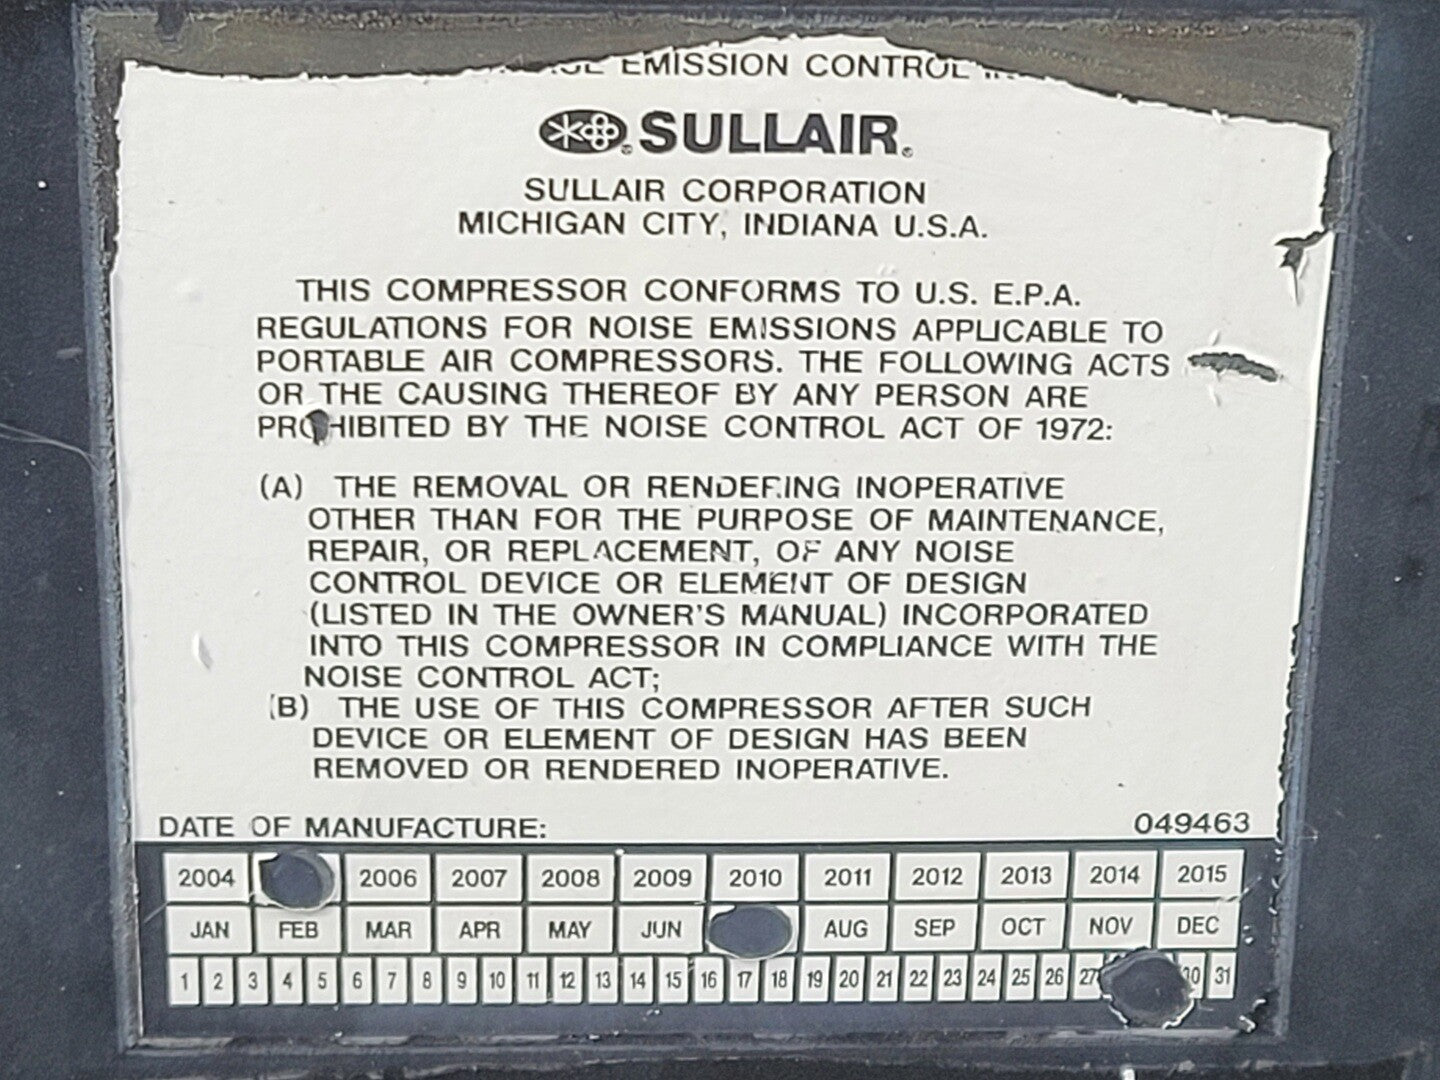 EMISSION CONTROL
SULLAIR®
SULLAIR CORPORATION
MICHIGAN CITY, INDIANA U.S.A.
THIS COMPRESSOR CONFORMS TO U.S. E.P.A.
REGULATIONS FOR NOISE EMISSIONS APPLICABLE TO
PORTABLE AIR COMPRESSORS. THE FOLLOWING ACTS
OR THE CAUSING THEREOF BY ANY PERSON ARE
PROHIBITED BY THE NOISE CONTROL ACT OF 1972:
(A) THE REMOVAL OR RENDERING INOPERATIVE
OTHER THAN FOR THE PURPOSE OF MAINTENANCE,
REPAIR, OR REPLACEMENT, OF ANY NOISE
CONTROL DEVICE OR ELEMENT OF DESIGN
(LISTED IN THE OWNER'S MANUAL) INCORPORATED
INTO THIS COMPRESSOR IN COMPLIANCE WITH THE
NOISE CONTROL ACT;
(B) THE USE OF THIS COMPRESSOR AFTER SUCH
DEVICE OR ELEMENT OF DESIGN HAS BEEN
REMOVED OR RENDERED INOPERATIVE.
DATE OF MANUFACTURE: 049463
2004 2006 2007 2008 2009 2010 2011 2012 2013 2014 2015
JAN FEB MAR APR MAY JUN AUG SEP OCT NOV DEC
1 2 3 4 5 6 7 8 9 10 11 12 13 14 15 16 17 18 19 20 21 22 23 24 25 26 27 30 31